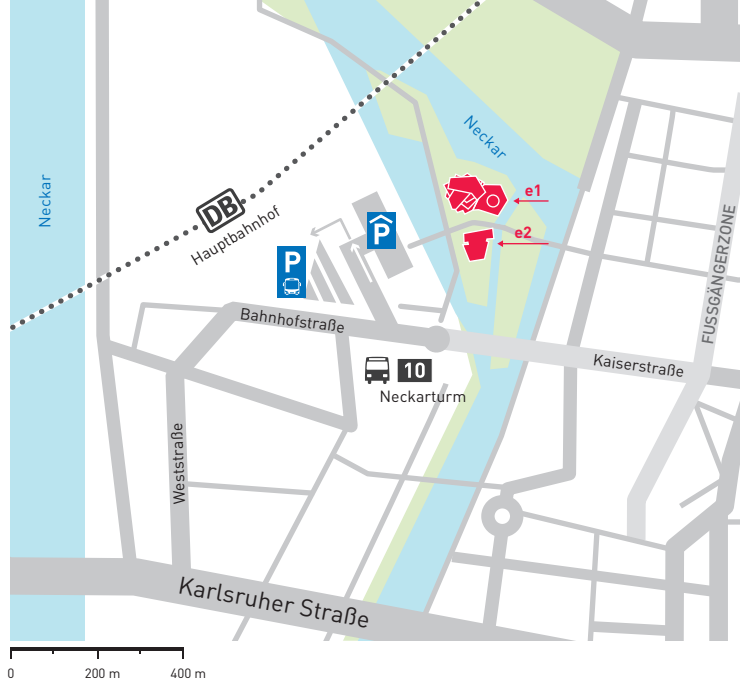 Neckar
e1
Neckar
DB
Hauptbahnhof
P
e2
FUSSGÄNGERZONE
P
Bahnhofstraße
Kaiserstraße
10
Neckarturm
Weststraße
Karlsruher Straße
0 200 m 400 m